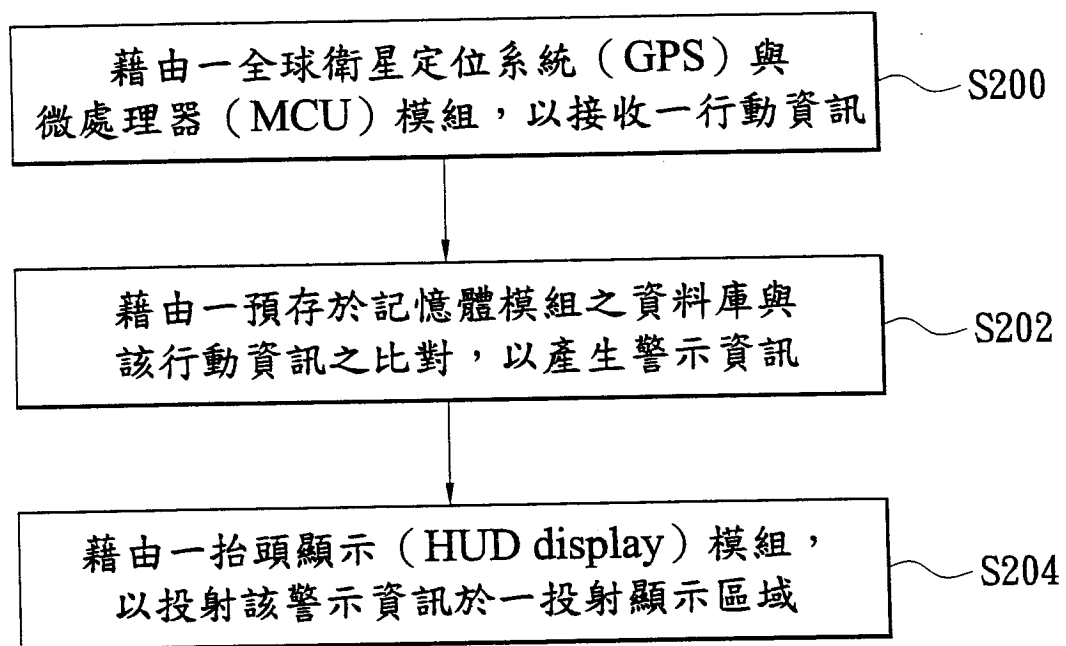 藉由一全球衛星定位系統（GPS）與
微處理器（MCU）模組，以接收一行動資訊
S200
藉由一預存於記憶體模組之資料庫與
該行動資訊之比對，以產生警示資訊
S202
藉由一抬頭顯示（HUD display）模組，
以投射該警示資訊於一投射顯示區域
S204